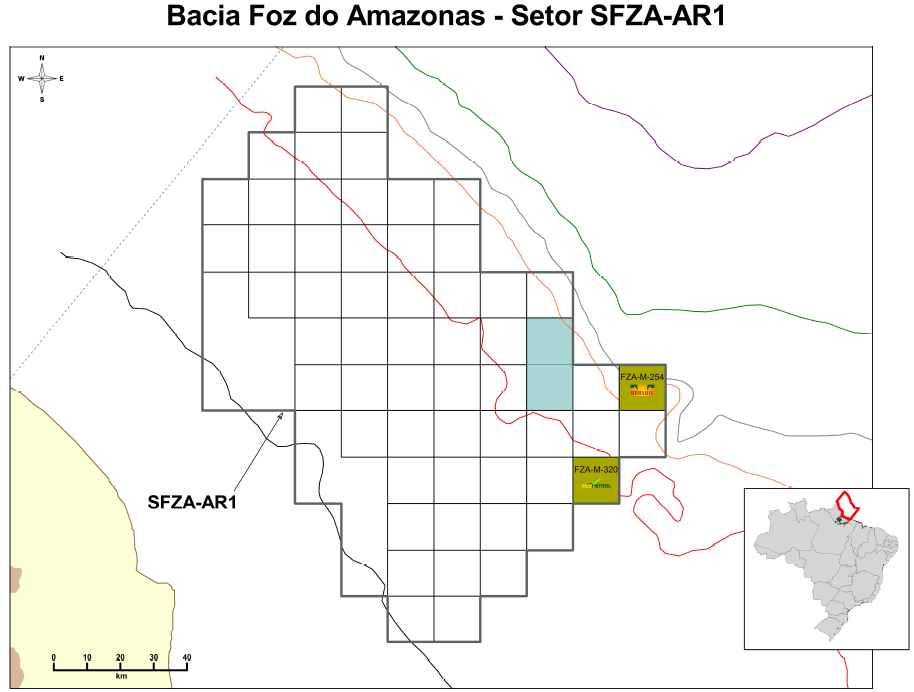 Bacia Foz do Amazonas - Setor SFZA-AR1
N
W E
S
FZA-M-254
BRASOIL
FZA-M-320
SFZA-AR1
0 10 20 30 40
km